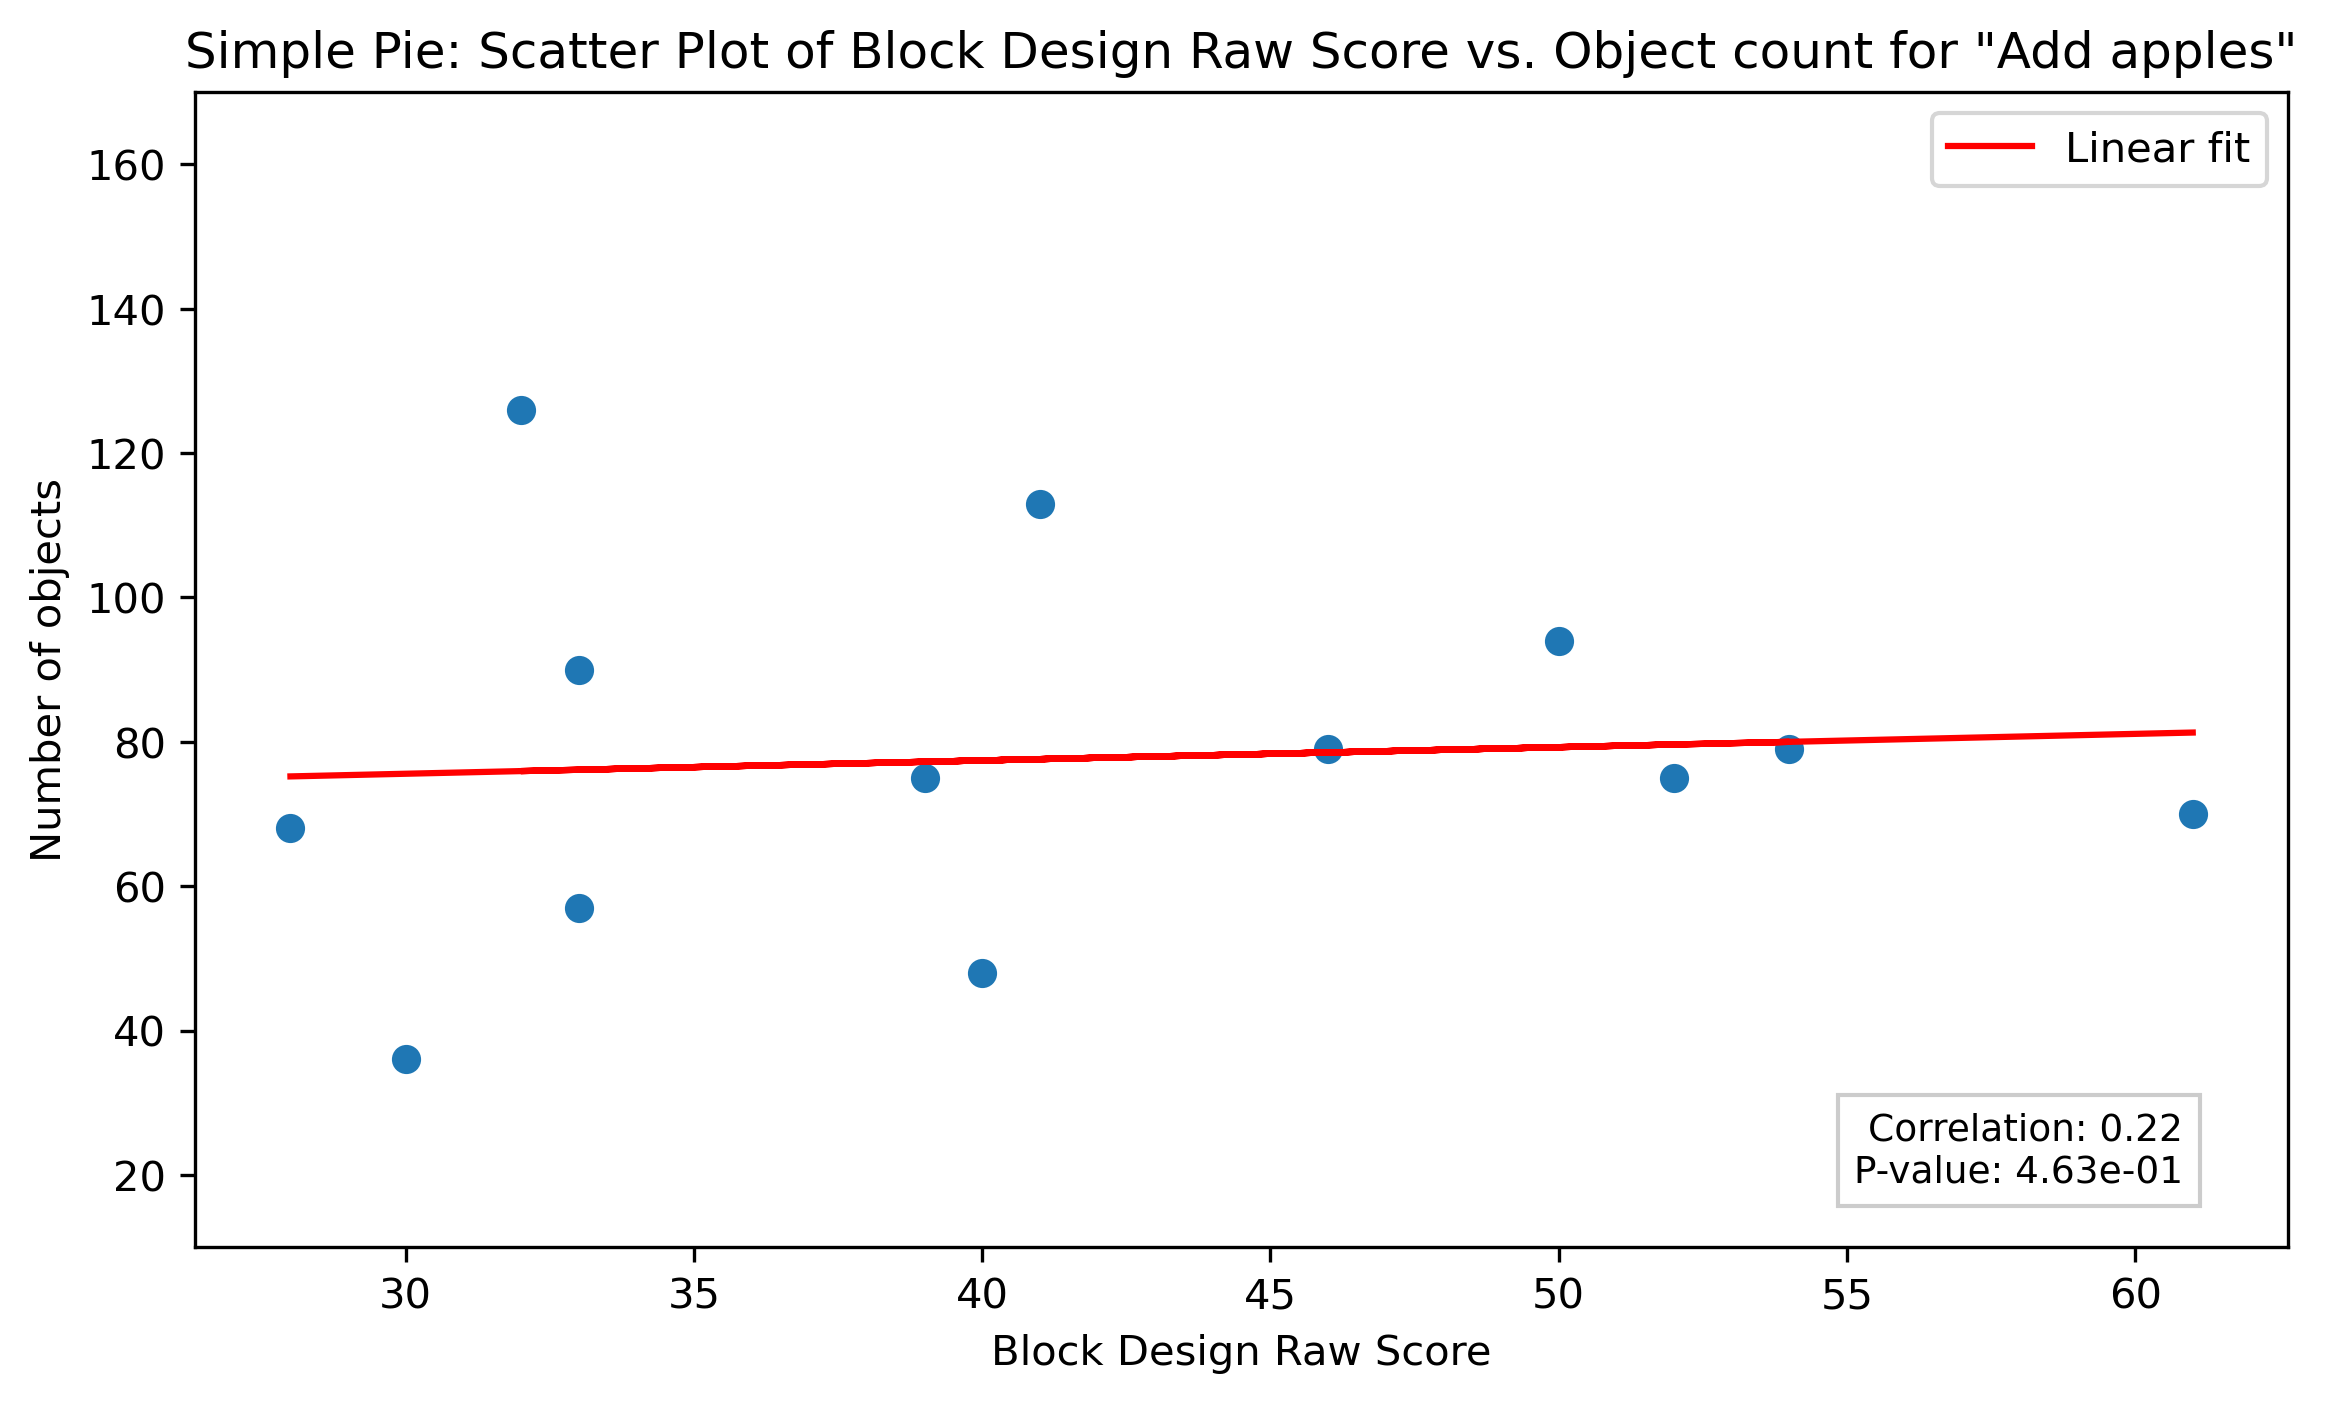 Simple Pie: Scatter Plot of Block Design Raw Score vs. Object count for "Add apples"
Linear fit
160
140
120
100
80
60
40
20
Number of objects
Correlation: 0.22
P-value: 4.63e-01
30 35 40 45 50 55 60
Block Design Raw Score